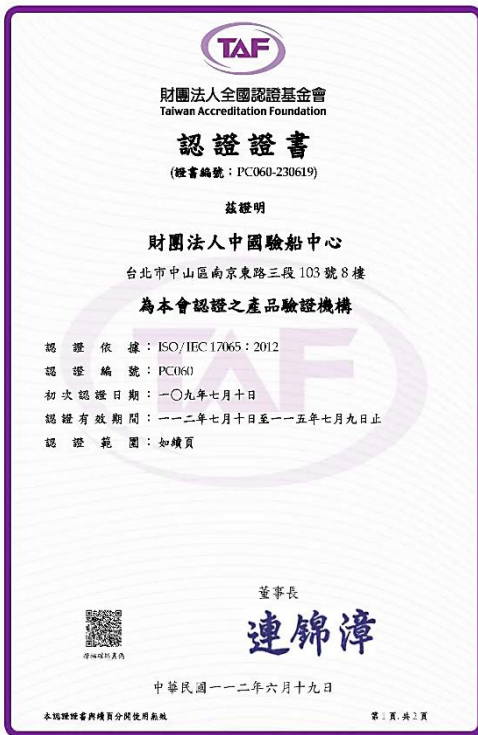 TAF
財團法人全國認證基金會
Taiwan Accreditation Foundation
認證證書
(證書編號：PC060-230619)
茲證明
財團法人中國驗船中心
台北市中山區南京東路三段 103 號 8 樓
為本會認證之產品驗證機構
認證依據：ISO/IEC 17065：2012
認證編號：PC060
初次認證日期：一〇九年七月十日
認證有效期間：一一二年七月十日至一一五年七月九日止
認證範圍：如續頁
董事長
連錦漳
掃描確認真偽
中華民國一一二年六月十九日
本認證證書與續頁分開使用無效
第1頁，共2頁